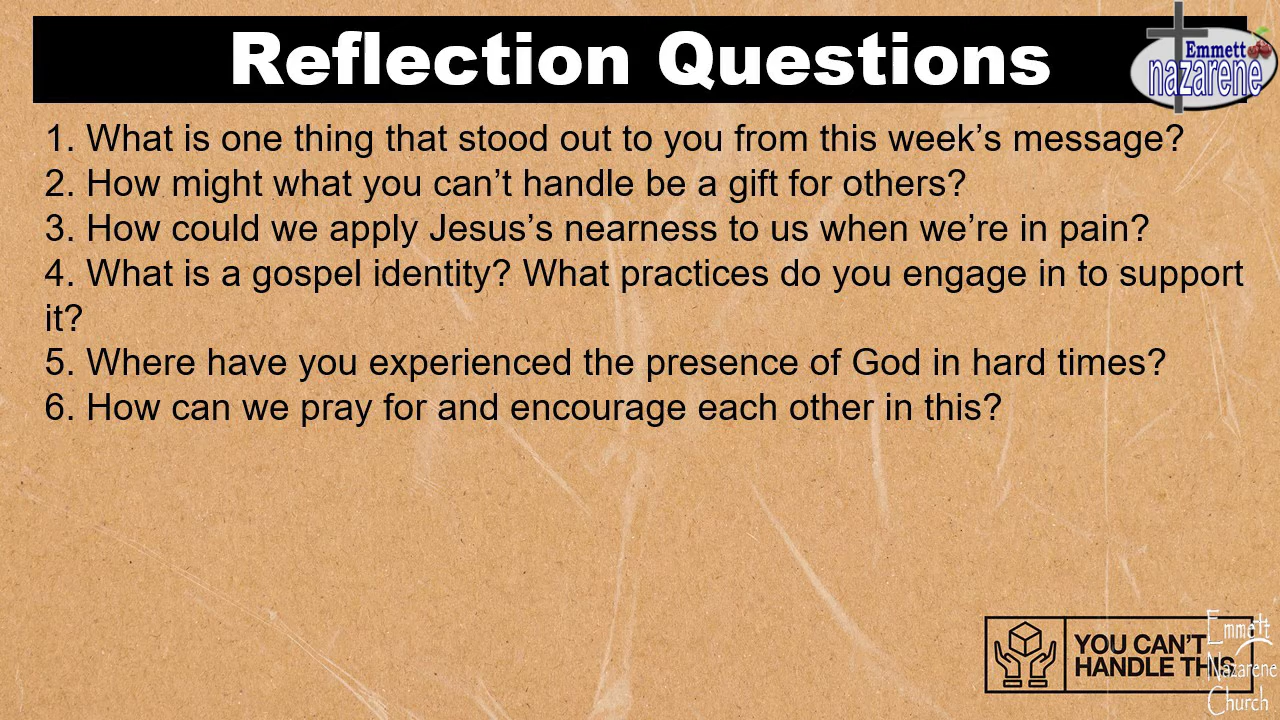 Reflection Questions
Emmett
nazarene
1. What is one thing that stood out to you from this week’s message?
2. How might what you can’t handle be a gift for others?
3. How could we apply Jesus’s nearness to us when we’re in pain?
4. What is a gospel identity? What practices do you engage in to support
it?
5. Where have you experienced the presence of God in hard times?
6. How can we pray for and encourage each other in this?
YOU CAN’T
HANDLE THIS
Emmett
Nazarene
Church